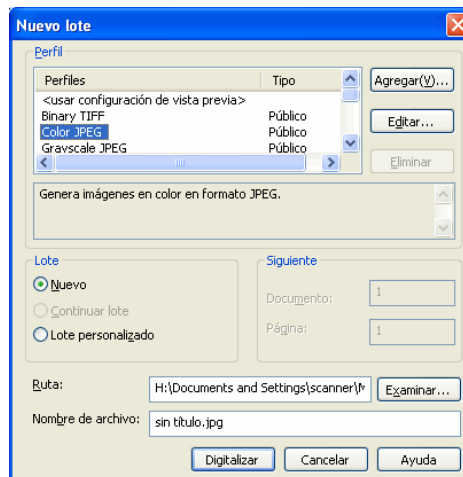 Nuevo lote
Perfil
Perfiles Tipo
Agregar(V)...
<usar configuración de vista previa>
Binary TIFF Público
Editar...
Color JPEG Público
Grayscale JPEG Público
Eliminar
Genera imágenes en color en formato JPEG.
Lote
Siguiente
Nuevo
Documento: 1
Continuar lote
Página: 1
Lote personalizado
Ruta: H:\Documents and Settings\scanner\ Examinar...
Nombre de archivo: sin título.jpg
Digitalizar Cancelar Ayuda